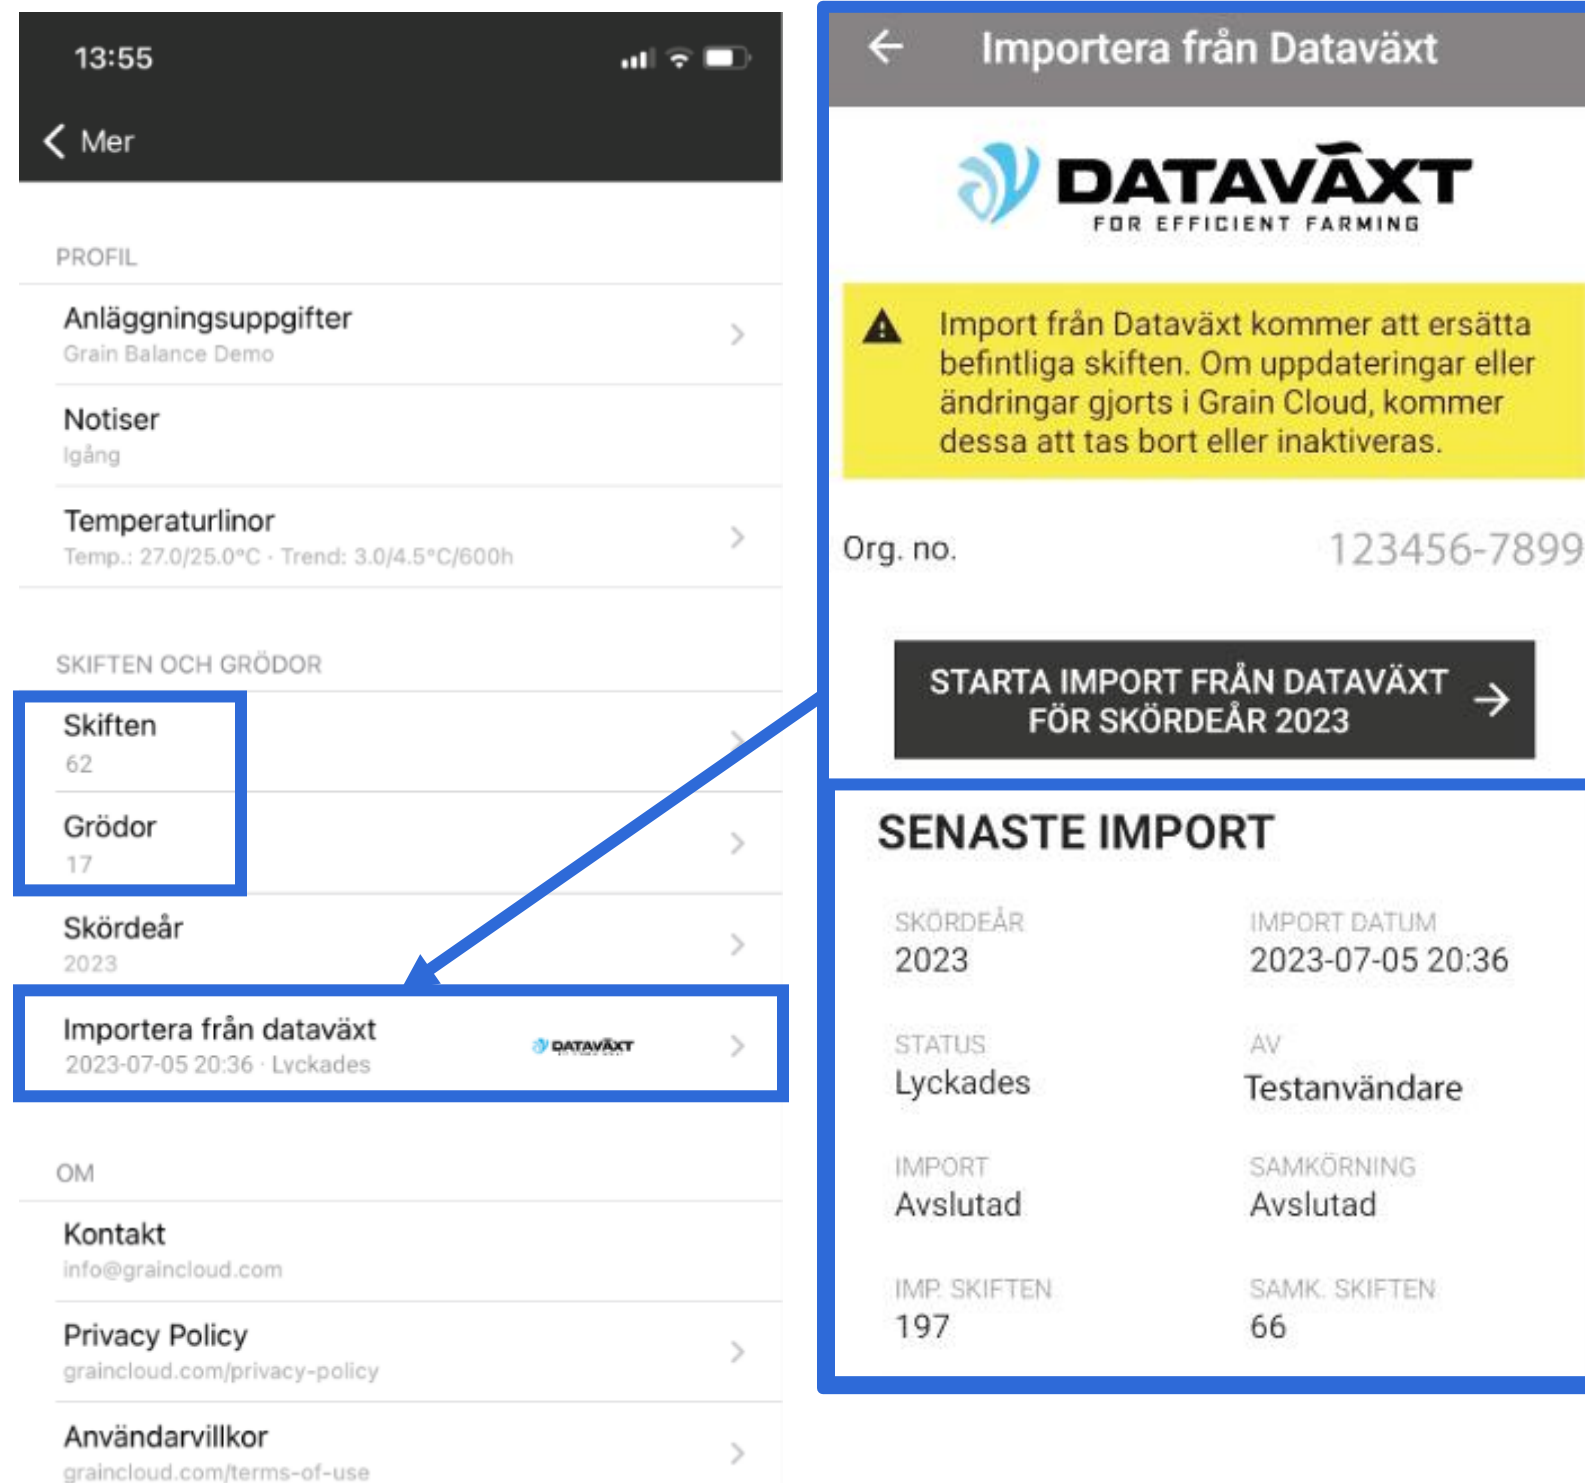 13:55
Mer
PROFIL
Anläggningsuppgifter
Grain Balance Demo
Notiser
Igång
Temperaturlinor
Temp.: 27.0/25.0°C · Trend: 3.0/4.5°C/600h
SKIFTEN OCH GRÖDOR
Skiften
62
Grödor
17
Skördeår
2023
Importera från dataväxt
2023-07-05 20:36 · Lyckades
DATAVÄXT
OM
Kontakt
info@graincloud.com
Privacy Policy
graincloud.com/privacy-policy
Användarvillkor
graincloud.com/terms-of-use
Importera från Dataväxt
DATAVÄXT
FOR EFFICIENT FARMING
Import från Dataväxt kommer att ersätta
befintliga skiften. Om uppdateringar eller
ändringar gjorts i Grain Cloud, kommer
dessa att tas bort eller inaktiveras.
Org. no. 123456-7899
STARTA IMPORT FRÅN DATAVÄXT
FÖR SKÖRDEÅR 2023
SENASTE IMPORT
SKÖRDEÅR IMPORT DATUM
2023 2023-07-05 20:36
STATUS AV
Lyckades Testanvändare
IMPORT SAMKÖRNING
Avslutad Avslutad
IMP. SKIFTEN SAMK. SKIFTEN
197 66